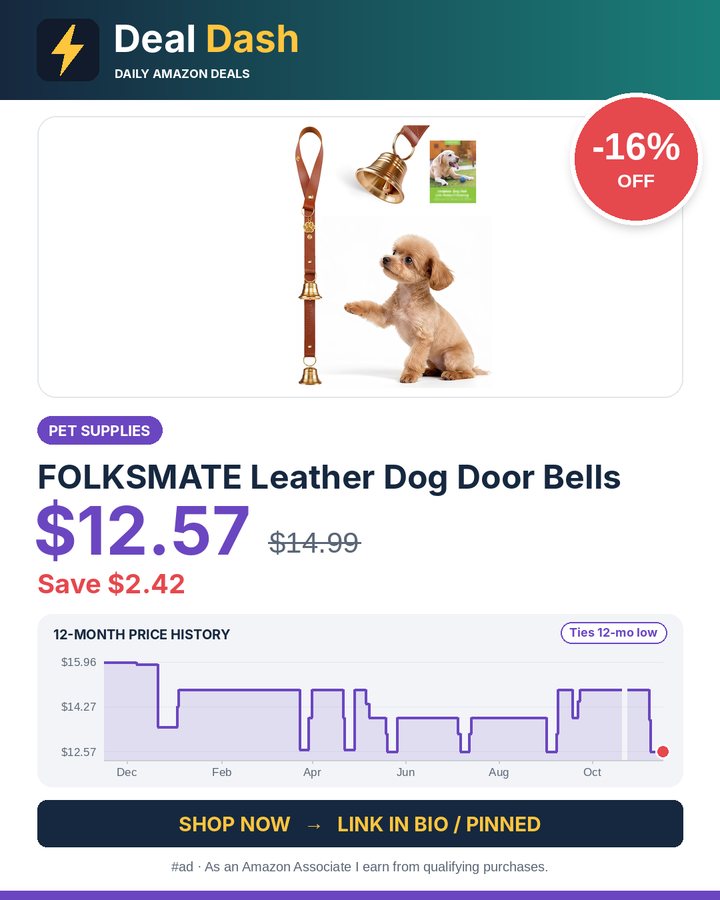 Deal Dash
DAILY AMAZON DEALS
-16%
OFF
PET SUPPLIES
FOLKSMATE Leather Dog Door Bells
$12.57 $14.99
Save $2.42
12-MONTH PRICE HISTORY
Ties 12-mo low
$15.96
$14.27
$12.57
Dec Feb Apr Jun Aug Oct
SHOP NOW → LINK IN BIO / PINNED
#ad · As an Amazon Associate I earn from qualifying purchases.